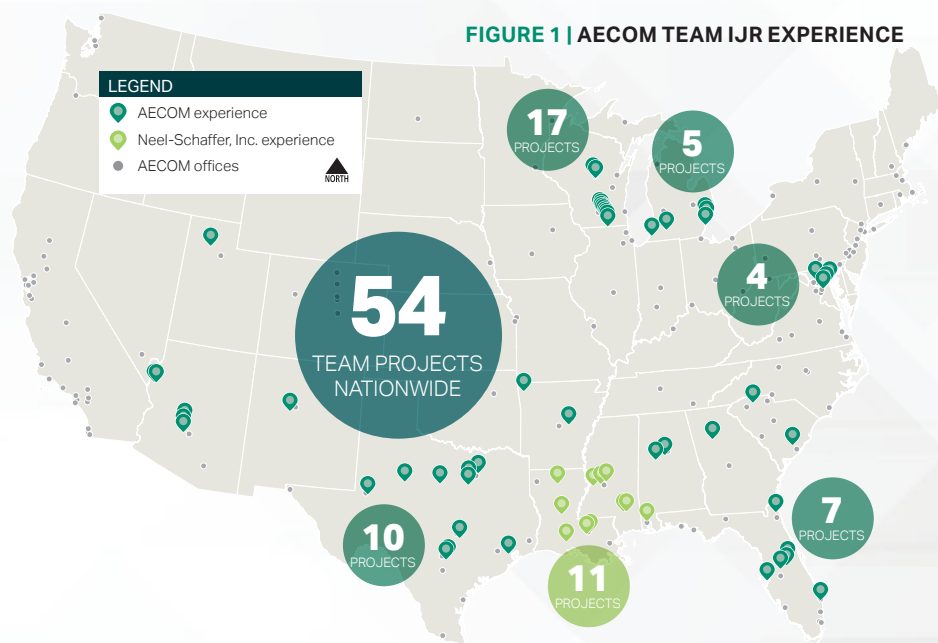 FIGURE 1 | AECOM TEAM IJR EXPERIENCE
LEGEND
AECOM experience
Neel-Schaffer, Inc. experience
AECOM offices
NORTH
17
PROJECTS
5
PROJECTS
4
PROJECTS
54
TEAM PROJECTS
NATIONWIDE
10
PROJECTS
11
PROJECTS
7
PROJECTS